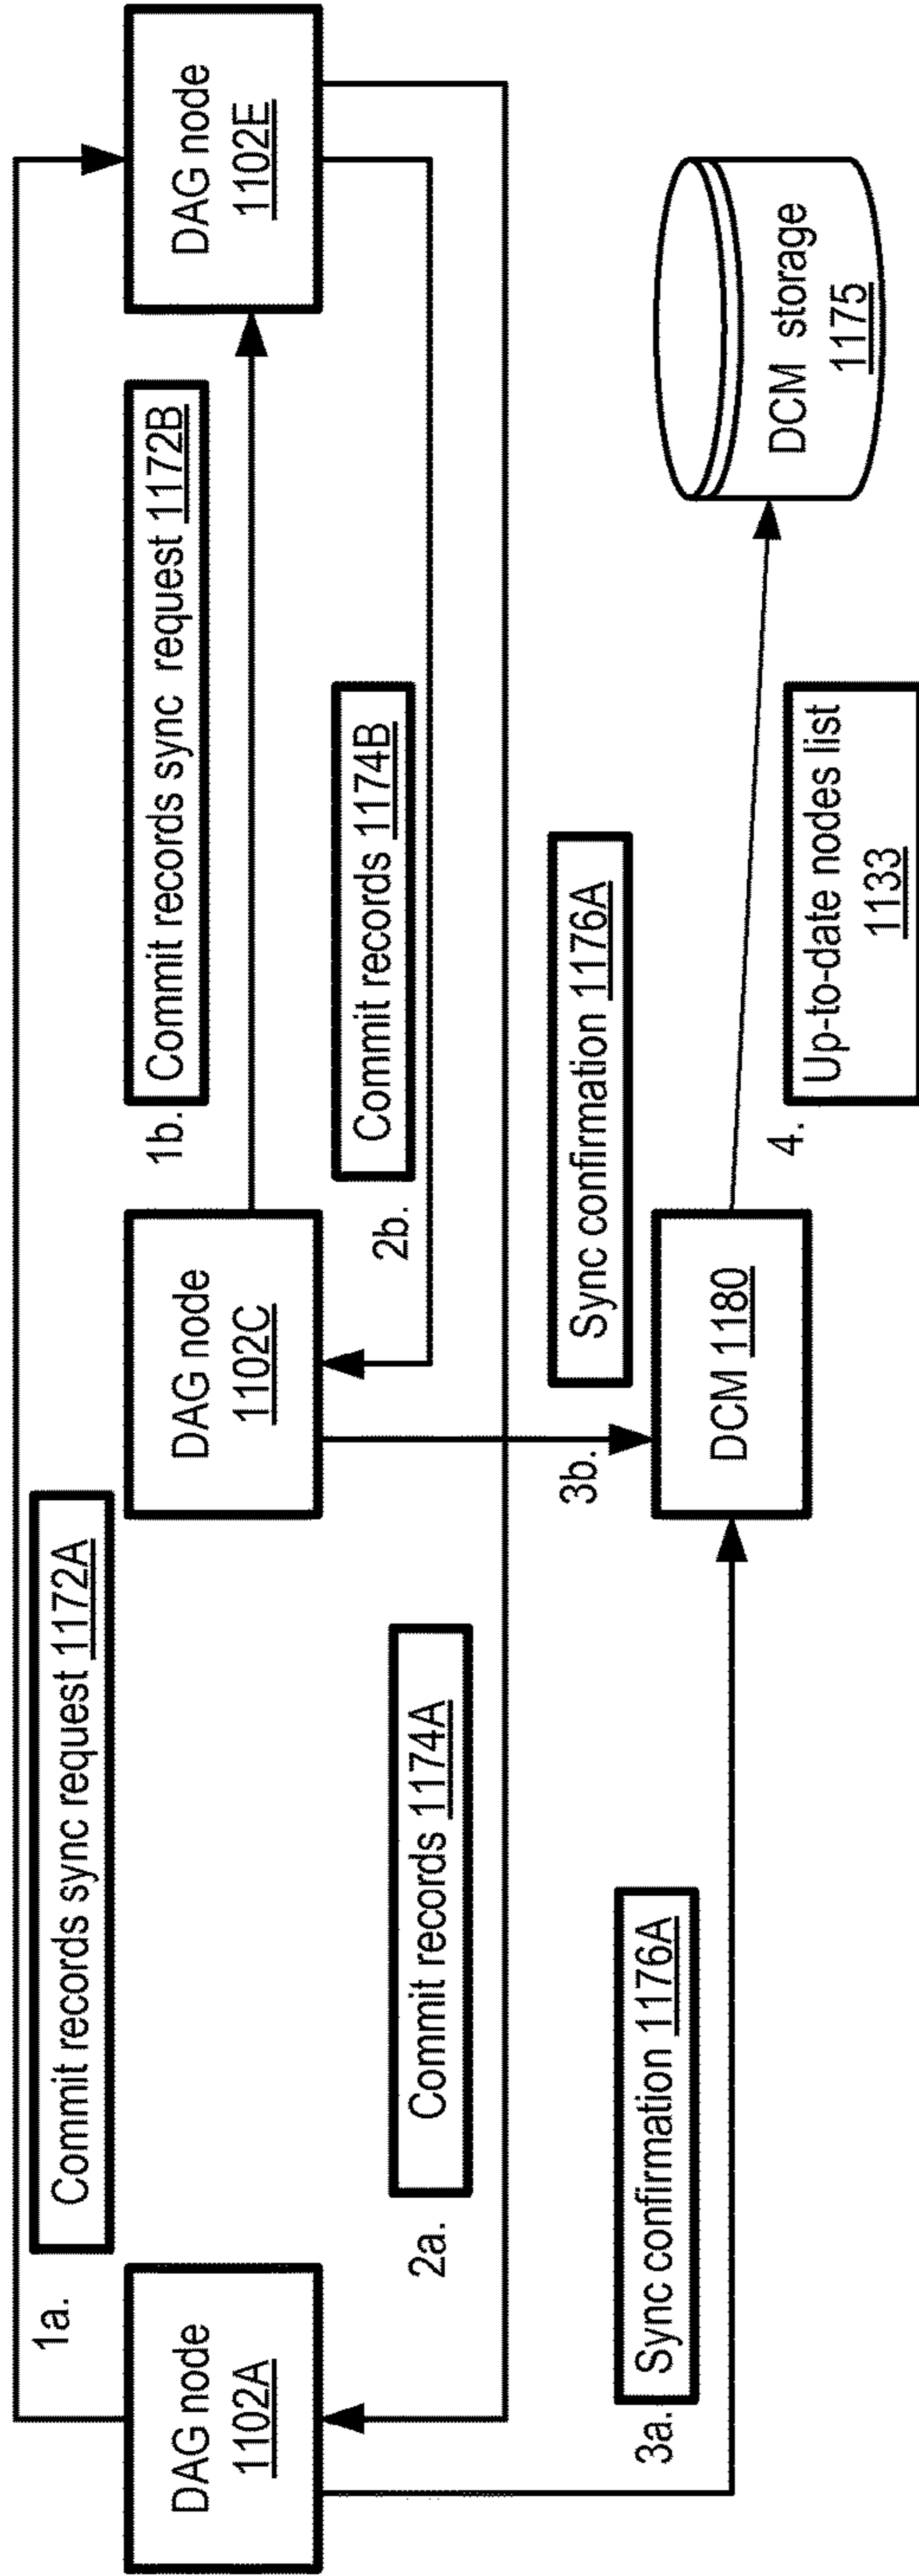 1a.
Commit records sync request 1172A
DAG node
1102A
DAG node
1102C
1b.
Commit records sync request 1172B
DAG node
1102E
2a.
Commit records 1174A
2b.
Commit records 1174B
3a.
Sync confirmation 1176A
3b.
Sync confirmation 1176A
DCM 1180
4.
Up-to-date nodes list
1133
DCM storage
1175